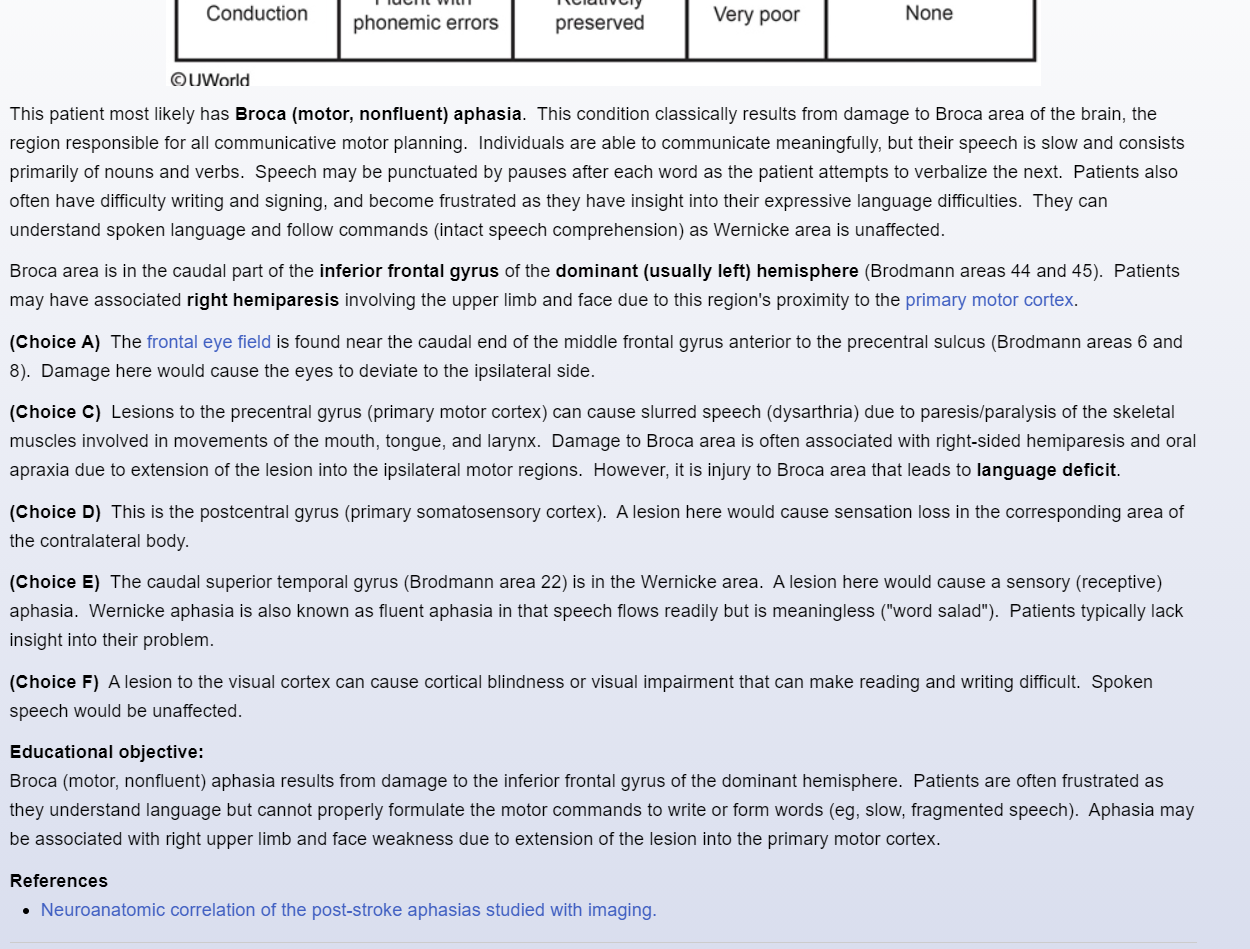 Conduction
Fluent with
phonemic errors
Relatively
preserved
Very poor
None
©UWorld
This patient most likely has Broca (motor, nonfluent) aphasia.  This condition classically results from damage to Broca area of the brain, the
region responsible for all communicative motor planning.  Individuals are able to communicate meaningfully, but their speech is slow and consists
primarily of nouns and verbs.  Speech may be punctuated by pauses after each word as the patient attempts to verbalize the next.  Patients also
often have difficulty writing and signing, and become frustrated as they have insight into their expressive language difficulties.  They can
understand spoken language and follow commands (intact speech comprehension) as Wernicke area is unaffected.
Broca area is in the caudal part of the inferior frontal gyrus of the dominant (usually left) hemisphere (Brodmann areas 44 and 45).  Patients
may have associated right hemiparesis involving the upper limb and face due to this region's proximity to the primary motor cortex.
(Choice A)  The frontal eye field is found near the caudal end of the middle frontal gyrus anterior to the precentral sulcus (Brodmann areas 6 and
8).  Damage here would cause the eyes to deviate to the ipsilateral side.
(Choice C)  Lesions to the precentral gyrus (primary motor cortex) can cause slurred speech (dysarthria) due to paresis/paralysis of the skeletal
muscles involved in movements of the mouth, tongue, and larynx.  Damage to Broca area is often associated with right-sided hemiparesis and oral
apraxia due to extension of the lesion into the ipsilateral motor regions.  However, it is injury to Broca area that leads to language deficit.
(Choice D)  This is the postcentral gyrus (primary somatosensory cortex).  A lesion here would cause sensation loss in the corresponding area of
the contralateral body.
(Choice E)  The caudal superior temporal gyrus (Brodmann area 22) is in the Wernicke area.  A lesion here would cause a sensory (receptive)
aphasia.  Wernicke aphasia is also known as fluent aphasia in that speech flows readily but is meaningless ("word salad").  Patients typically lack
insight into their problem.
(Choice F)  A lesion to the visual cortex can cause cortical blindness or visual impairment that can make reading and writing difficult.  Spoken
speech would be unaffected.
Educational objective:
Broca (motor, nonfluent) aphasia results from damage to the inferior frontal gyrus of the dominant hemisphere.  Patients are often frustrated as
they understand language but cannot properly formulate the motor commands to write or form words (eg, slow, fragmented speech).  Aphasia may
be associated with right upper limb and face weakness due to extension of the lesion into the primary motor cortex.
References
• Neuroanatomic correlation of the post-stroke aphasias studied with imaging.